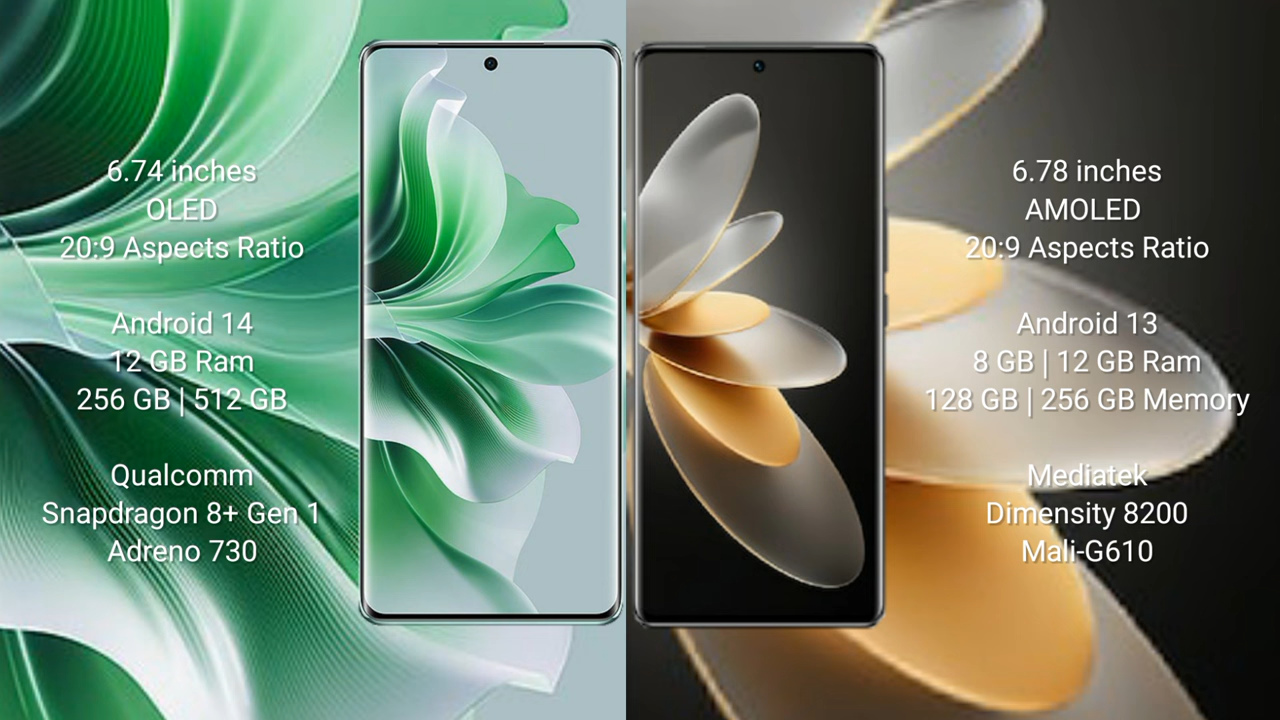 6.74 inches
OLED
20:9 Aspects Ratio
Android 14
12 GB Ram
256 GB | 512 GB
Qualcomm
Snapdragon 8+ Gen 1
Adreno 730
6.78 inches
AMOLED
20:9 Aspects Ratio
Android 13
8 GB | 12 GB Ram
128 GB | 256 GB Memory
Mediatek
Dimensity 8200
Mali-G610